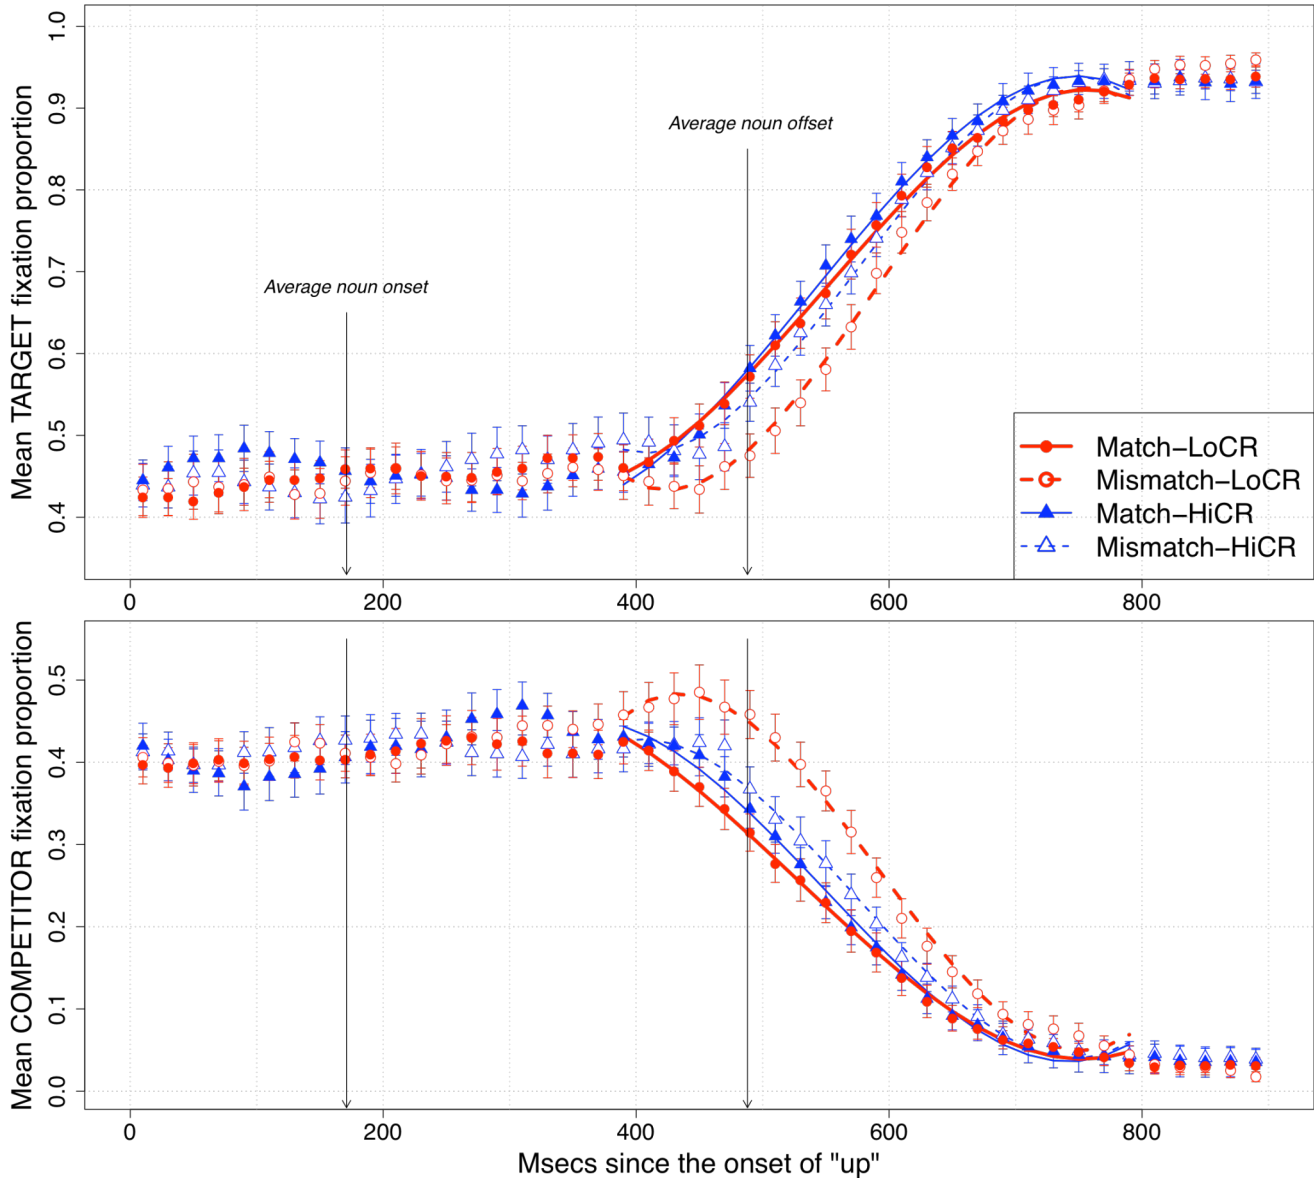 Mean TARGET fixation proportion
1.0
0.9
0.8
0.7
0.6
0.5
0.4
Average noun offset
Average noun onset
Match−LoCR
Mismatch−LoCR
Match−HiCR
Mismatch−HiCR
0 200 400 600 800
Mean COMPETITOR fixation proportion
0.5
0.4
0.3
0.2
0.1
0.0
0 200 400 600 800
Msecs since the onset of "up"